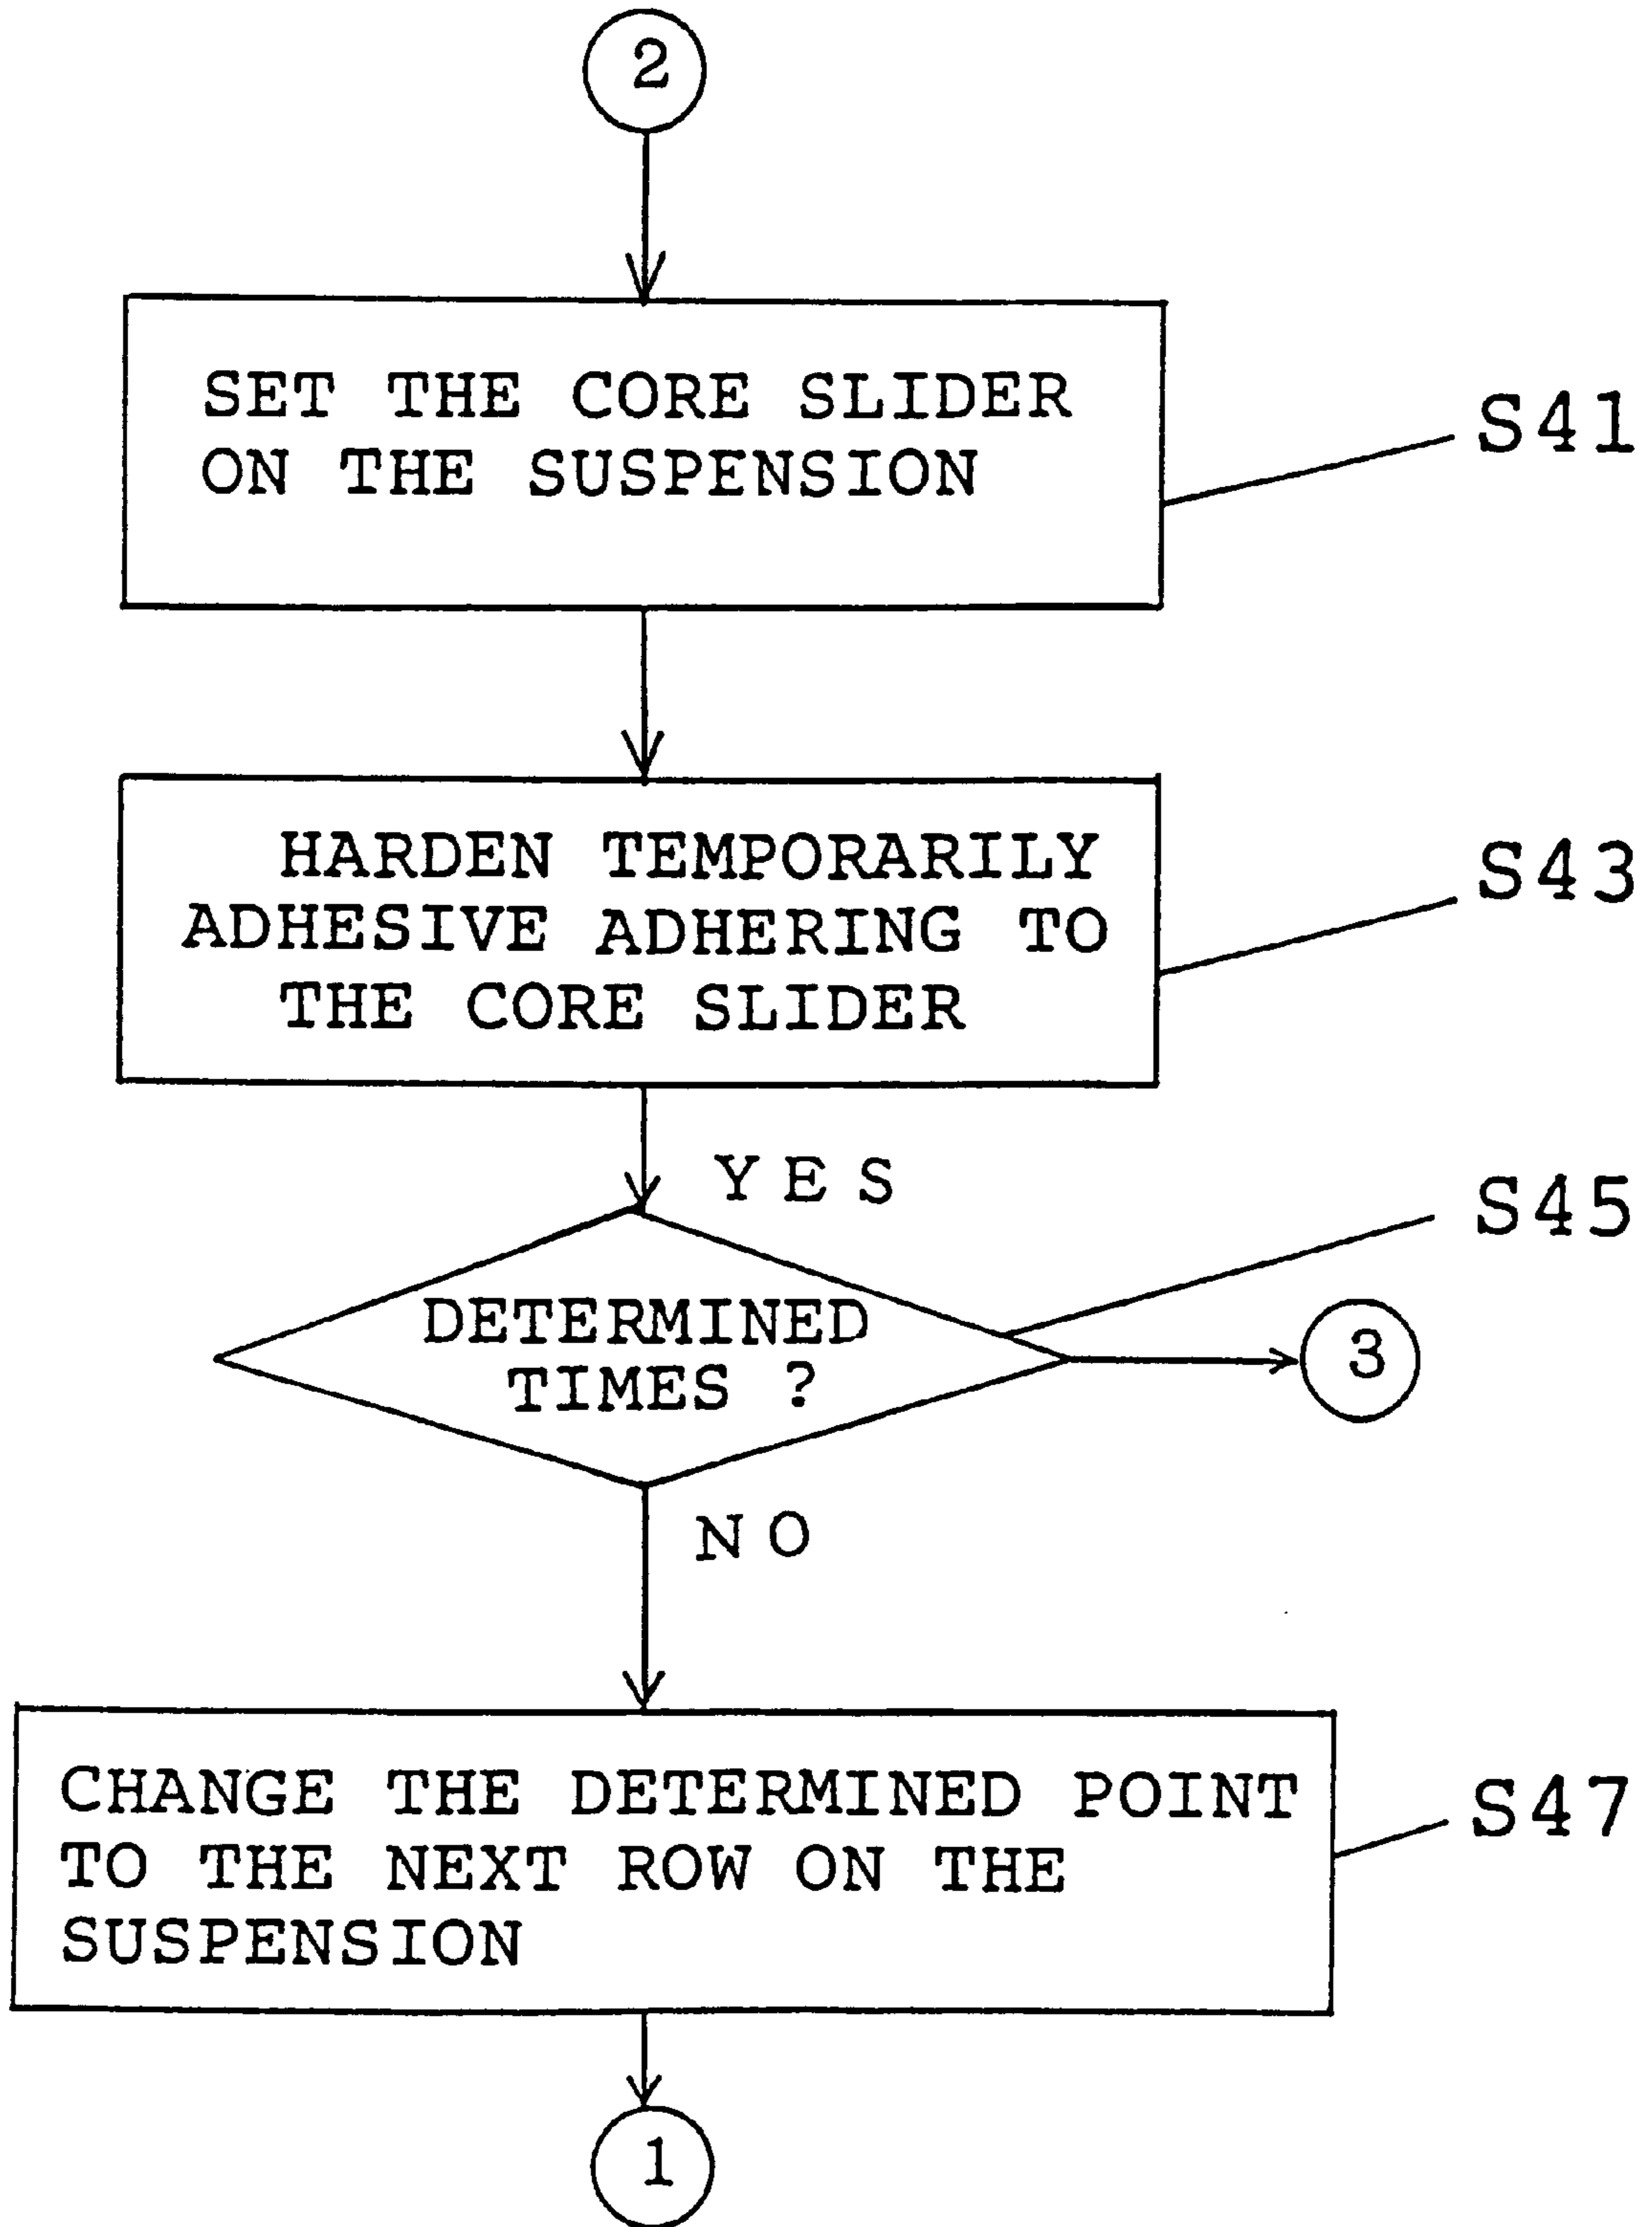 2
SET THE CORE SLIDER
ON THE SUSPENSION
S41
HARDEN TEMPORARILY
ADHESIVE ADHERING TO
THE CORE SLIDER
S43
YES
S45
DETERMINED
TIMES ?
3
NO
CHANGE THE DETERMINED POINT
TO THE NEXT ROW ON THE
SUSPENSION
S47
1